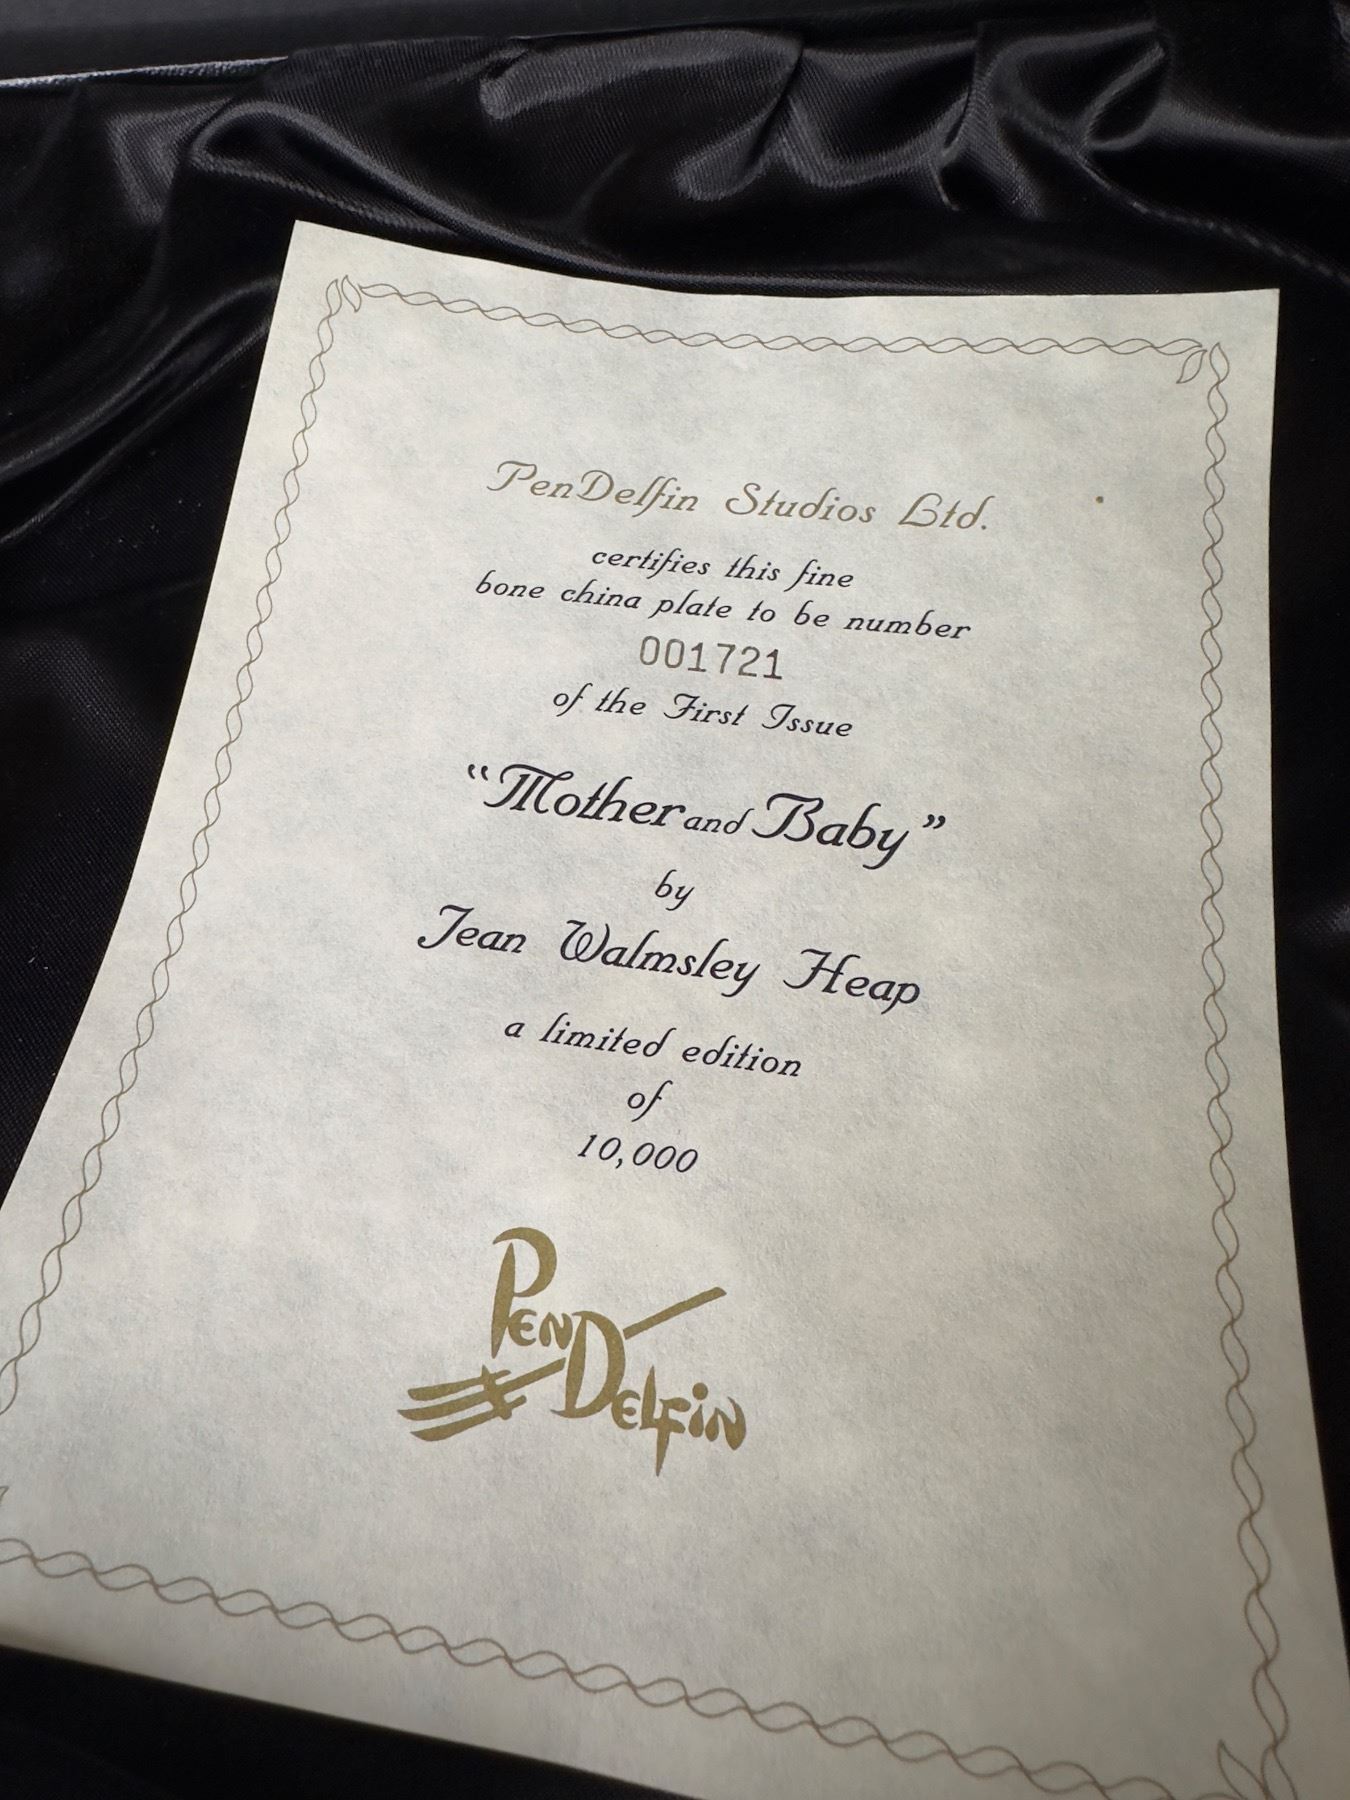 PenDelfin Studios Ltd.
certifies this fine
bone china plate to be number
001721
of the First Issue
“Mother and Baby”
by
Jean Walmsley Heap
a limited edition
of
10,000
PenDelfin